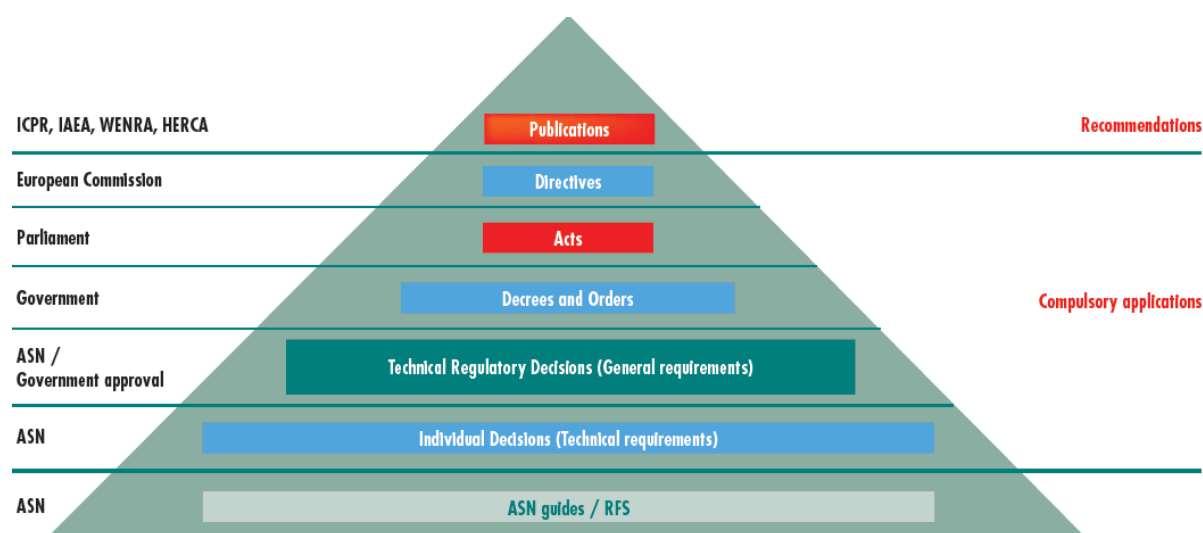 ICPR, IAEA, WENRA, HERCA
Publications
Recommendations
European Commission
Directives
Parliament
Acts
Government
Decrees and Orders
Compulsory applications
ASN /
Government approval
Technical Regulatory Decisions (General requirements)
ASN
Individual Decisions (Technical requirements)
ASN
ASN guides / RFS